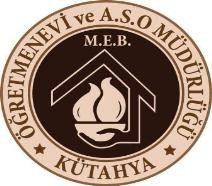 ÖĞRETMENEVİ ve A.S.O MÜDÜRLÜĞÜ
M.E.B.
KÜTAHYA